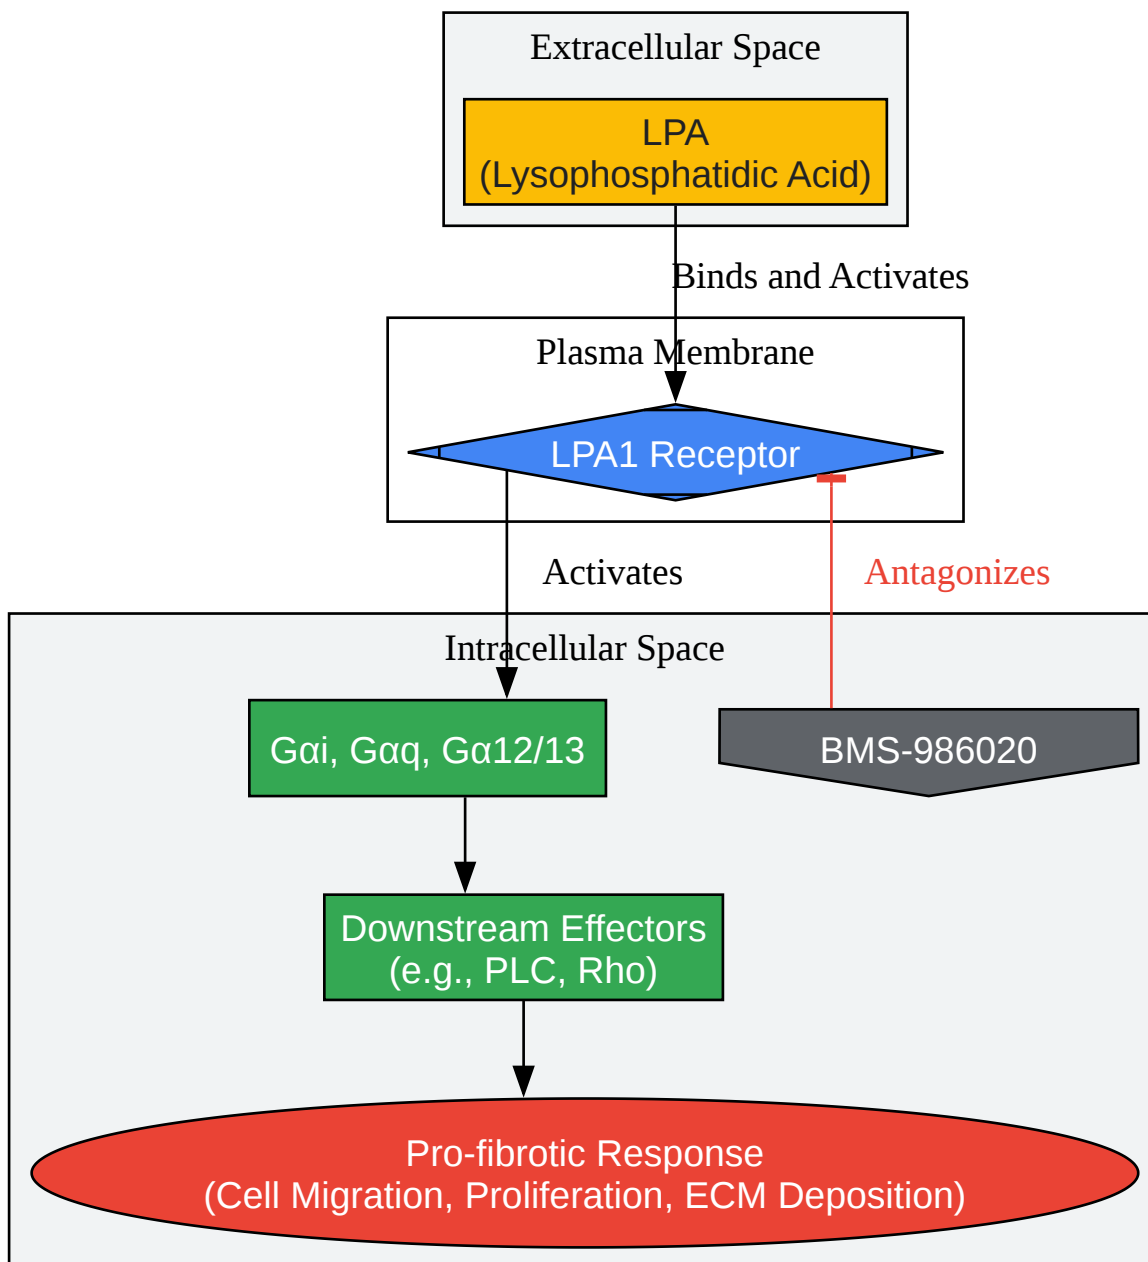 Extracellular Space
LPA
(Lysophosphatidic Acid)
Binds and Activates
Plasma Membrane
LPA1 Receptor
Activates
Antagonizes
Intracellular Space
Gαi, Gαq, Gα12/13
BMS-986020
Downstream Effectors
(e.g., PLC, Rho)
Pro-fibrotic Response
(Cell Migration, Proliferation, ECM Deposition)